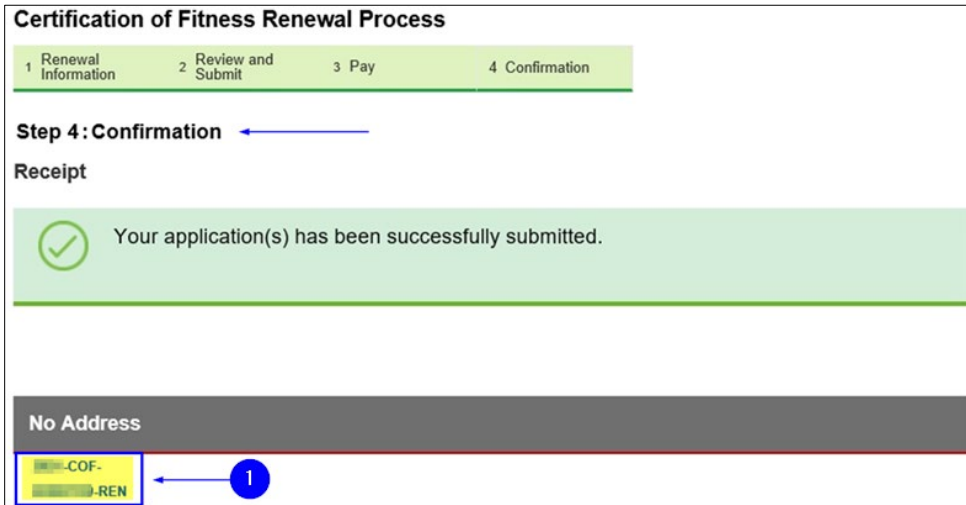 Certification of Fitness Renewal Process
1 Renewal Information 2 Review and Submit 3 Pay 4 Confirmation
Step 4: Confirmation
Receipt
Your application(s) has been successfully submitted.
No Address
-COF-
-REN
1